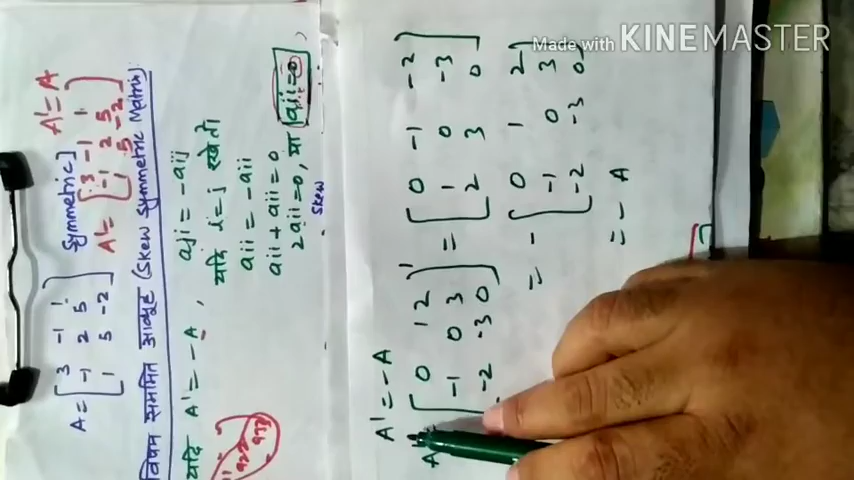 Made with KINEMASTER
A = [ 3 -1 1
-1 2 5
1 5 -2 ]
Symmetric]
A' = A
A' = [ 3 -1 1
-1 2 5
1 5 -2 ]
विषम सममित आव्यूह (Skew Symmetric Matrix)
यदि A' = -A , aji = -aij
यदि i=j रखें तो
aii = -aii
aii + aii = 0
2aii = 0, या aii = 0 ,
skew
A' = -A
A
[ 0 1 2
-1 0 3
-2 -3 0 ]' = [ 0 -1 -2
1 0 -3
2 3 0 ]
= - [ 0 1 2
-1 0 3
-2 -3 0 ]
= - A